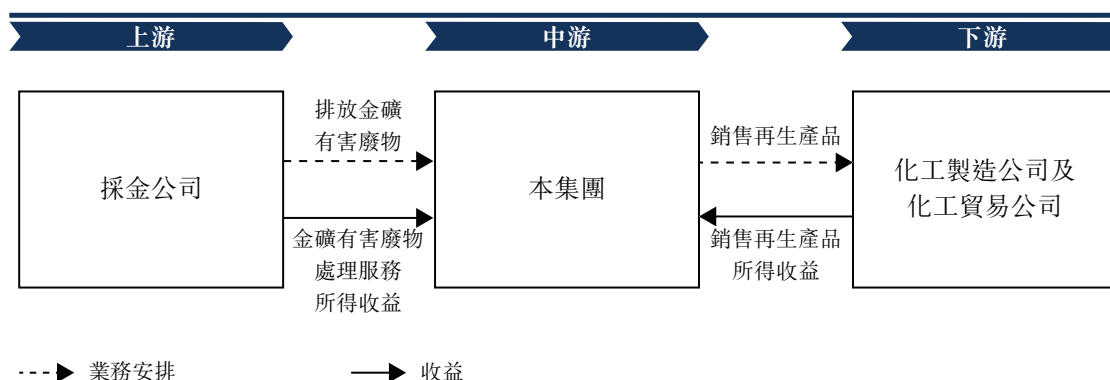 上游
中游
下游
排放金礦
有害廢物
銷售再生產品
採金公司
本集團
化工製造公司及
化工貿易公司
金礦有害廢物
處理服務
所得收益
銷售再生產品
所得收益
業務安排
收益